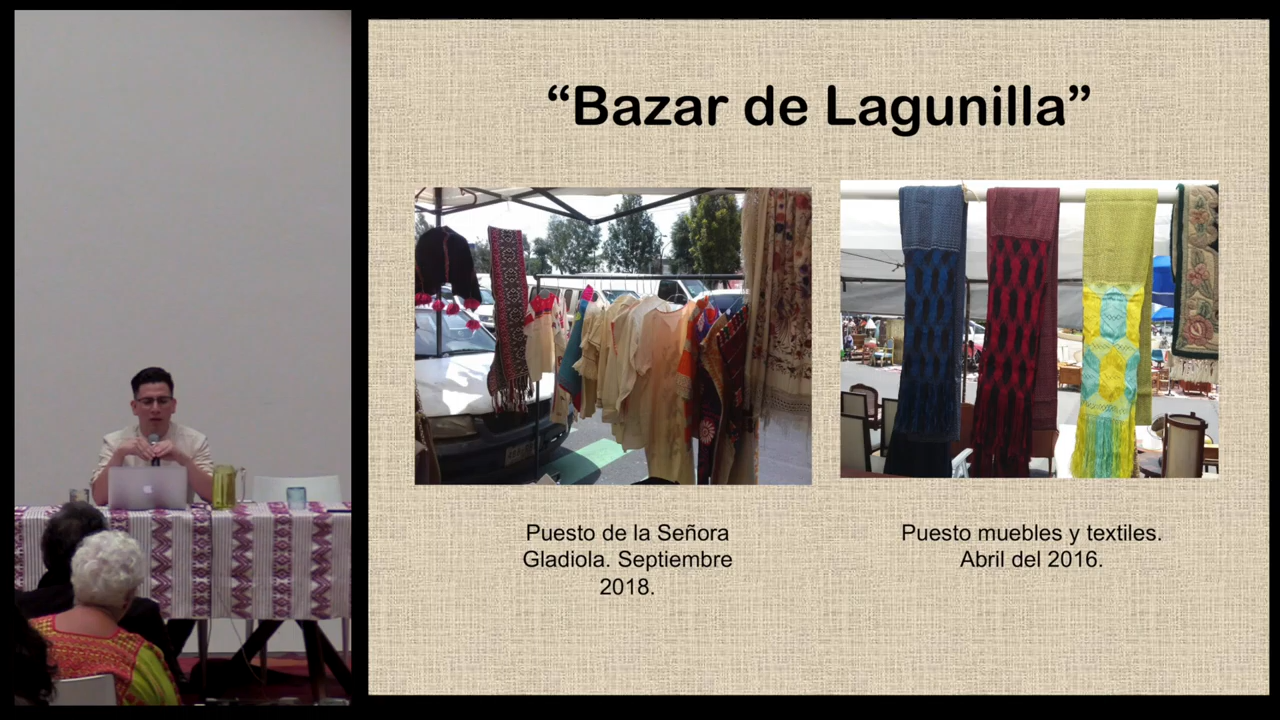 “Bazar de Lagunilla”
Puesto de la Señora
Gladiola. Septiembre
2018.
Puesto muebles y textiles.
Abril del 2016.